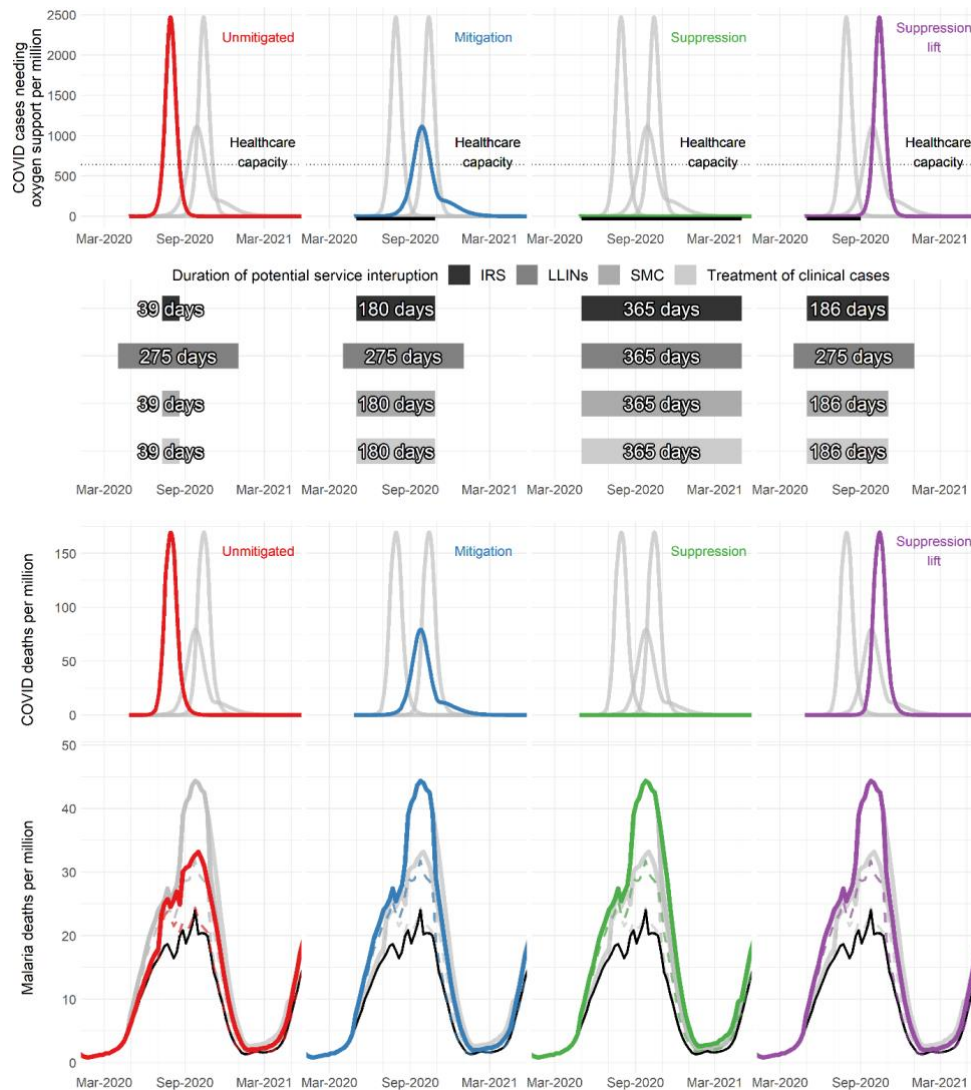 COVID cases needing
oxygen support per million
2500
2000
1500
1000
500
0
Unmitigated
Mitigation
Suppression
Suppression
lift
Healthcare
capacity
Healthcare
capacity
Healthcare
capacity
Healthcare
capacity
Mar-2020 Sep-2020 Mar-2021 Mar-2020 Sep-2020 Mar-2021 Mar-2020 Sep-2020 Mar-2021 Mar-2020 Sep-2020 Mar-2021
Duration of potential service interuption IRS LLINs SMC Treatment of clinical cases
39 days 180 days 365 days 186 days
275 days 275 days 365 days 275 days
39 days 180 days 365 days 186 days
39 days 180 days 365 days 186 days
Mar-2020 Sep-2020 Mar-2021 Mar-2020 Sep-2020 Mar-2021 Mar-2020 Sep-2020 Mar-2021 Mar-2020 Sep-2020 Mar-2021
COVID deaths per million
150
100
50
0
Unmitigated
Mitigation
Suppression
Suppression
lift
Malaria deaths per million
50
40
30
20
10
0
Mar-2020 Sep-2020 Mar-2021 Mar-2020 Sep-2020 Mar-2021 Mar-2020 Sep-2020 Mar-2021 Mar-2020 Sep-2020 Mar-2021